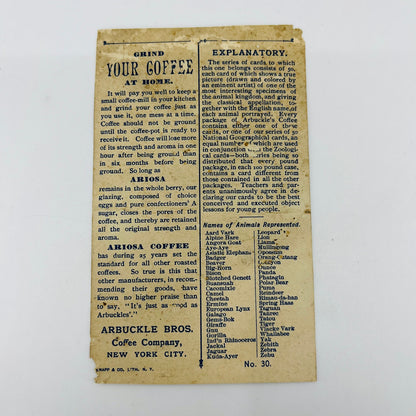 GRIND
YOUR COFFEE
AT HOME.
It will pay you well to keep a
small coffee-mill in your kitchen
and grind your coffee just as
you use it, one mess at a time.
Coffee should not be ground
until the coffee-pot is ready to
receive it. Coffee will lose more
of its strength and aroma in one
hour after being ground than in
six months before being
ground. So long as
ARIOSA
remains in the whole berry, our
glazing, composed of choice
eggs and pure confectioners' A
sugar, closes the pores of the
coffee, and thereby are retained
all the original strength and
aroma.
ARIOSA COFFEE
has during 25 years set the
standard for all other roasted
coffees. So true is this that
other manufacturers, in recom-
mending their goods, have
known no higher praise than
to say, "It's just as good as
Arbuckles'."
ARBUCKLE BROS.
Coffee Company,
NEW YORK CITY.
KNAPP & CO. LITH. N. Y.
EXPLANATORY.
The series of cards, to which
this one belongs consists of 50,
each card of which shows a true
picture (drawn and colored by
an eminent artist) of one of the
most interesting specimens of
the animal kingdom, and giving
the classical appellation, to-
gether with the English name, of
each animal portrayed. Every
package of Arbuckle's Coffee
contains either one of these
cards, or one of our series of 50
National Geographical cards, an
equal number of which are used
in conjunction with the Zoologi-
cal cards—both series being so
distributed that every pound
package, in each 100 pound case,
contains a card different from
those contained in all the other
packages. Teachers and par-
ents unanimously agree in de-
claring our cards to be the best
conceived and executed object
lessons for young people.
Names of Animals Represented.
Aard Vark
Alpine Hare
Angora Goat
Aye-Aye
Asiatic Elephant
Badger
Beaver
Big-Horn
Bison
Blotched Genett
Buansuah
Cacomixle
Camel
Cheetah
Ermine
European Lynx
Galago
Gems-Bok
Giraffe
Gnu
Gorilla
Ind'n Rhinoceros
Jackal
Jaguar
Kuda-Ayer
Leopard
Lion
Llama
Mullingong
Opossum
Orang-Outang
Ounce
Panda
Phatagin
Polar Bear
Puma
Reindeer
Rimau-da-han
Spring Haas
Taguan
Tanrec
Tatou
Tiger
Viscacha
Vark Whallabee
Yak
Zebra
Zebu
No. 30.